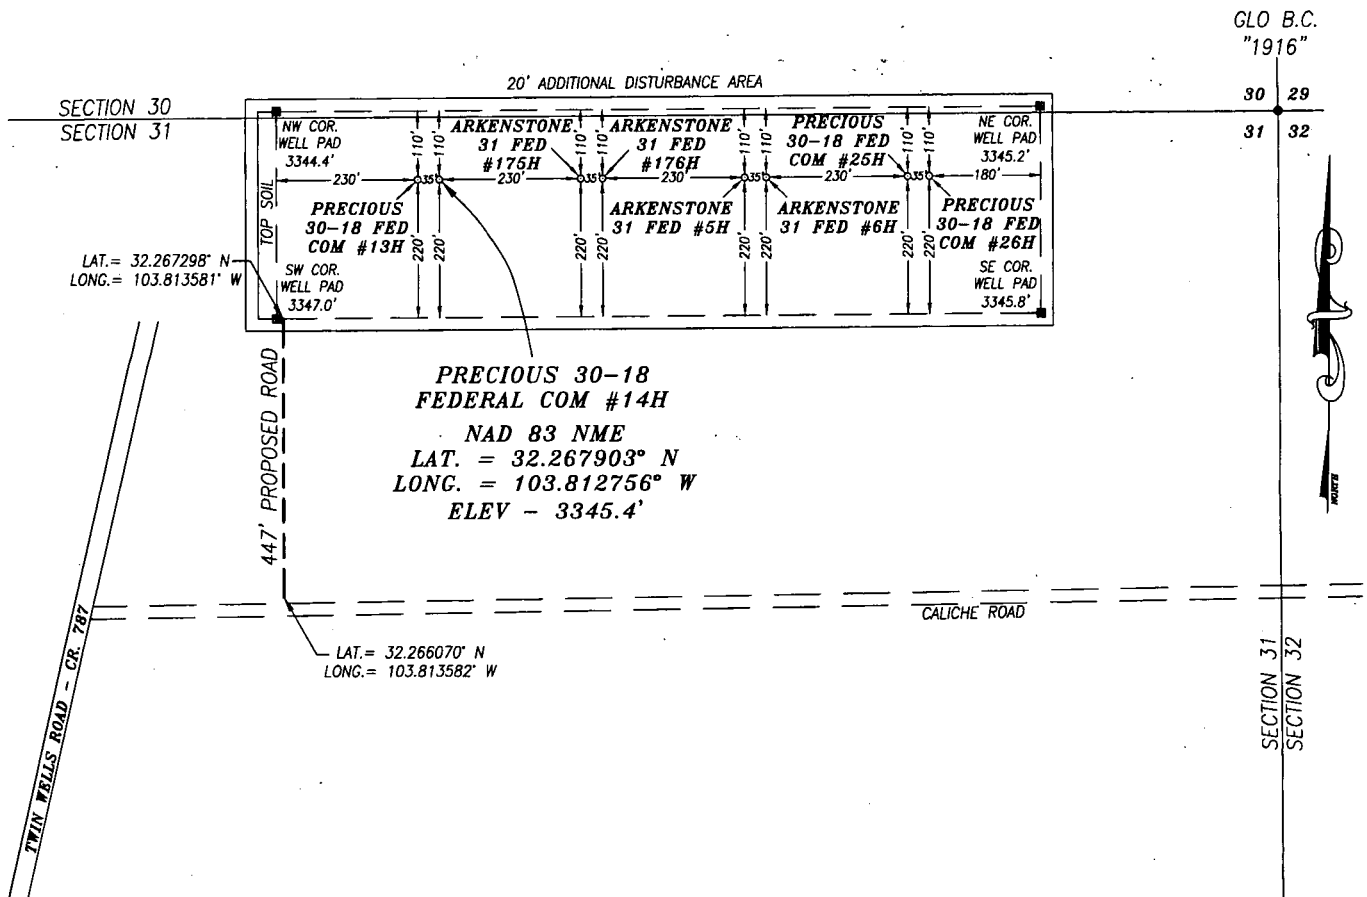 GLO B.C.
"1916"
20' ADDITIONAL DISTURBANCE AREA
SECTION 30
SECTION 31
30 29
31 32
NW COR.
WELL PAD
3344.4'
ARKENSTONE
31 FED
#175H
ARKENSTONE
31 FED
#176H
PRECIOUS
30-18 FED
COM #25H
NE COR.
WELL PAD
3345.2'
110'
110'
110'
110'
110'
110'
110'
110'
230'
35'
230'
35'
230'
35'
230'
35'
180'
TOP SOIL
PRECIOUS
30-18 FED
COM #13H
ARKENSTONE
31 FED #5H
ARKENSTONE
31 FED #6H
PRECIOUS
30-18 FED
COM #26H
220'
220'
220'
220'
220'
220'
220'
220'
LAT.= 32.267298° N
LONG.= 103.813581° W
SW COR.
WELL PAD
3347.0'
SE COR.
WELL PAD
3345.8'
PRECIOUS 30-18
FEDERAL COM #14H
NAD 83 NME
LAT. = 32.267903° N
LONG. = 103.812756° W
ELEV - 3345.4'
447' PROPOSED ROAD
NORTH
CALICHE ROAD
LAT.= 32.266070° N
LONG.= 103.813582° W
TWIN WELLS ROAD - CR. 787
SECTION 31
SECTION 32